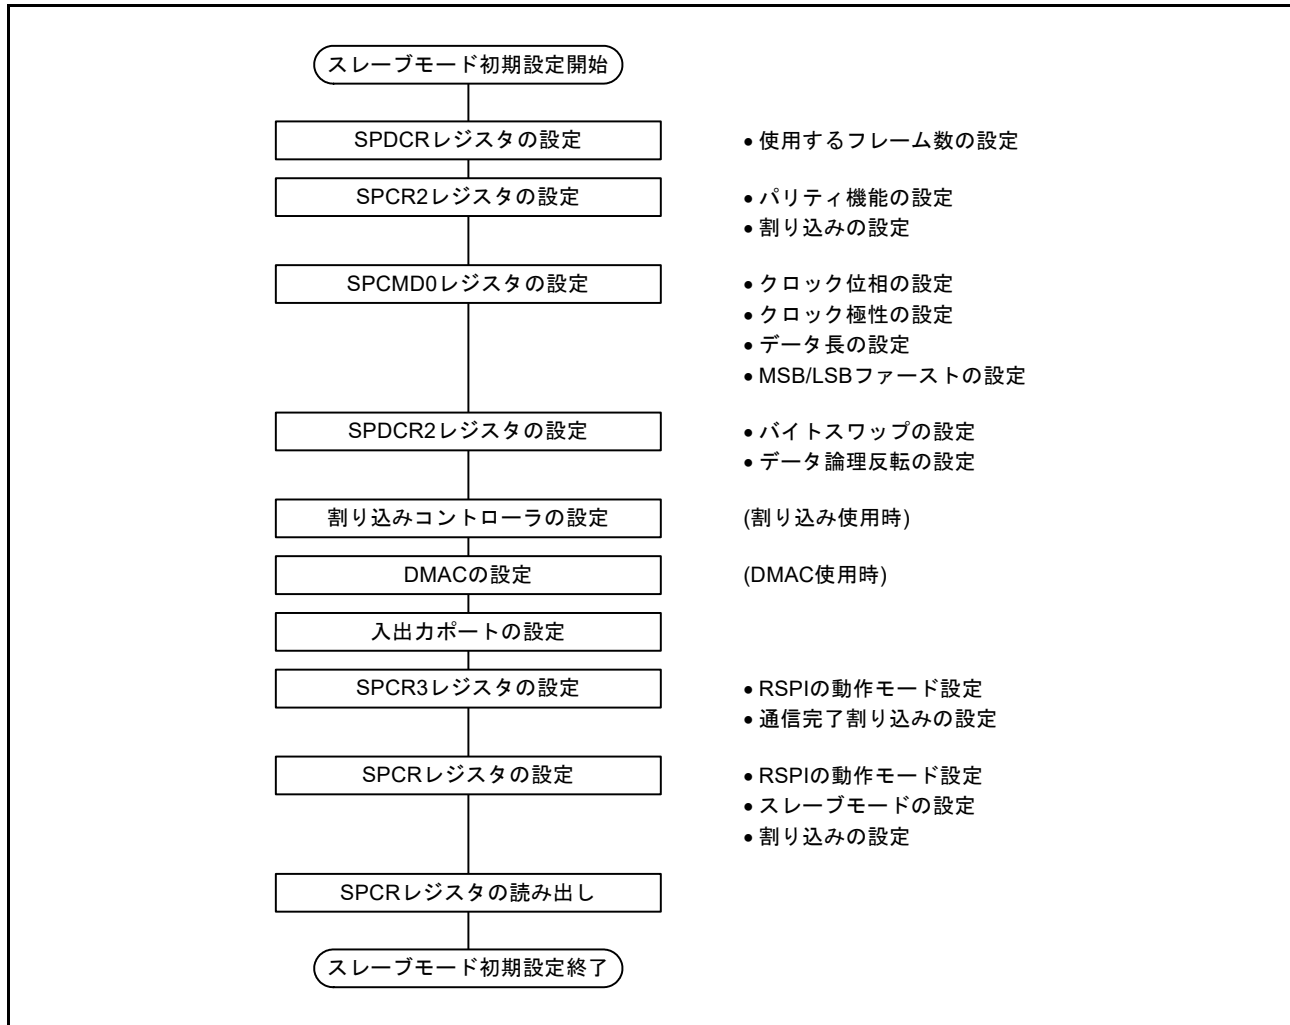 スレーブモード初期設定開始
SPDCRレジスタの設定
• 使用するフレーム数の設定
SPCR2レジスタの設定
• パリティ機能の設定
• 割り込みの設定
SPCMD0レジスタの設定
• クロック位相の設定
• クロック極性の設定
• データ長の設定
• MSB/LSBファーストの設定
SPDCR2レジスタの設定
• バイトスワップの設定
• データ論理反転の設定
割り込みコントローラの設定
(割り込み使用時)
DMACの設定
(DMAC使用時)
入出力ポートの設定
SPCR3レジスタの設定
• RSPIの動作モード設定
• 通信完了割り込みの設定
SPCRレジスタの設定
• RSPIの動作モード設定
• スレーブモードの設定
• 割り込みの設定
SPCRレジスタの読み出し
スレーブモード初期設定終了